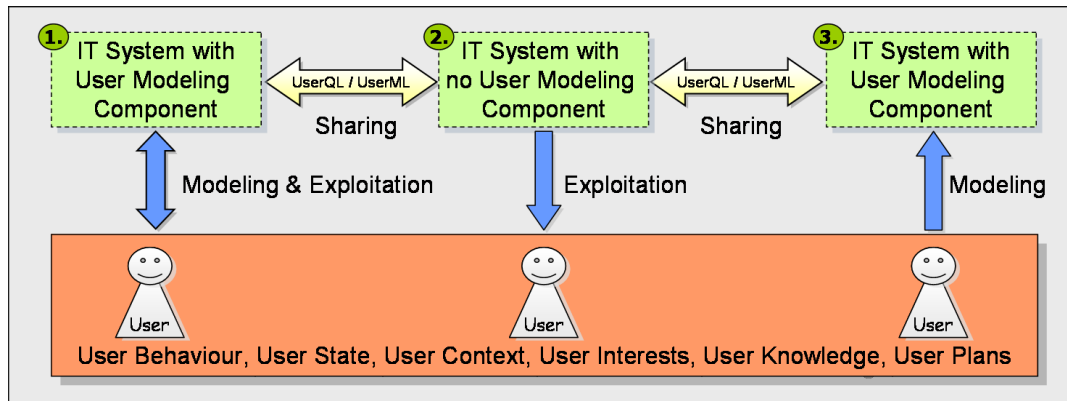 1.
IT System with
User Modeling
Component
UserQL / UserML
Sharing
2.
IT System with
no User Modeling
Component
UserQL / UserML
Sharing
3.
IT System with
User Modeling
Component
Modeling & Exploitation
Exploitation
Modeling
User
User
User
User Behaviour, User State, User Context, User Interests, User Knowledge, User Plans